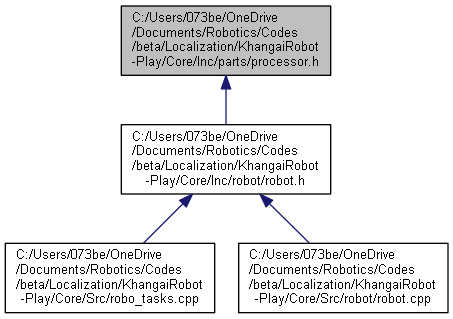 C:/Users/073be/OneDrive
/Documents/Robotics/Codes
/beta/Localization/KhangaiRobot
-Play/Core/Inc/parts/processor.h
C:/Users/073be/OneDrive
/Documents/Robotics/Codes
/beta/Localization/KhangaiRobot
-Play/Core/Inc/robot/robot.h
C:/Users/073be/OneDrive
/Documents/Robotics/Codes
/beta/Localization/KhangaiRobot
-Play/Core/Src/robo_tasks.cpp
C:/Users/073be/OneDrive
/Documents/Robotics/Codes
/beta/Localization/KhangaiRobot
-Play/Core/Src/robot/robot.cpp